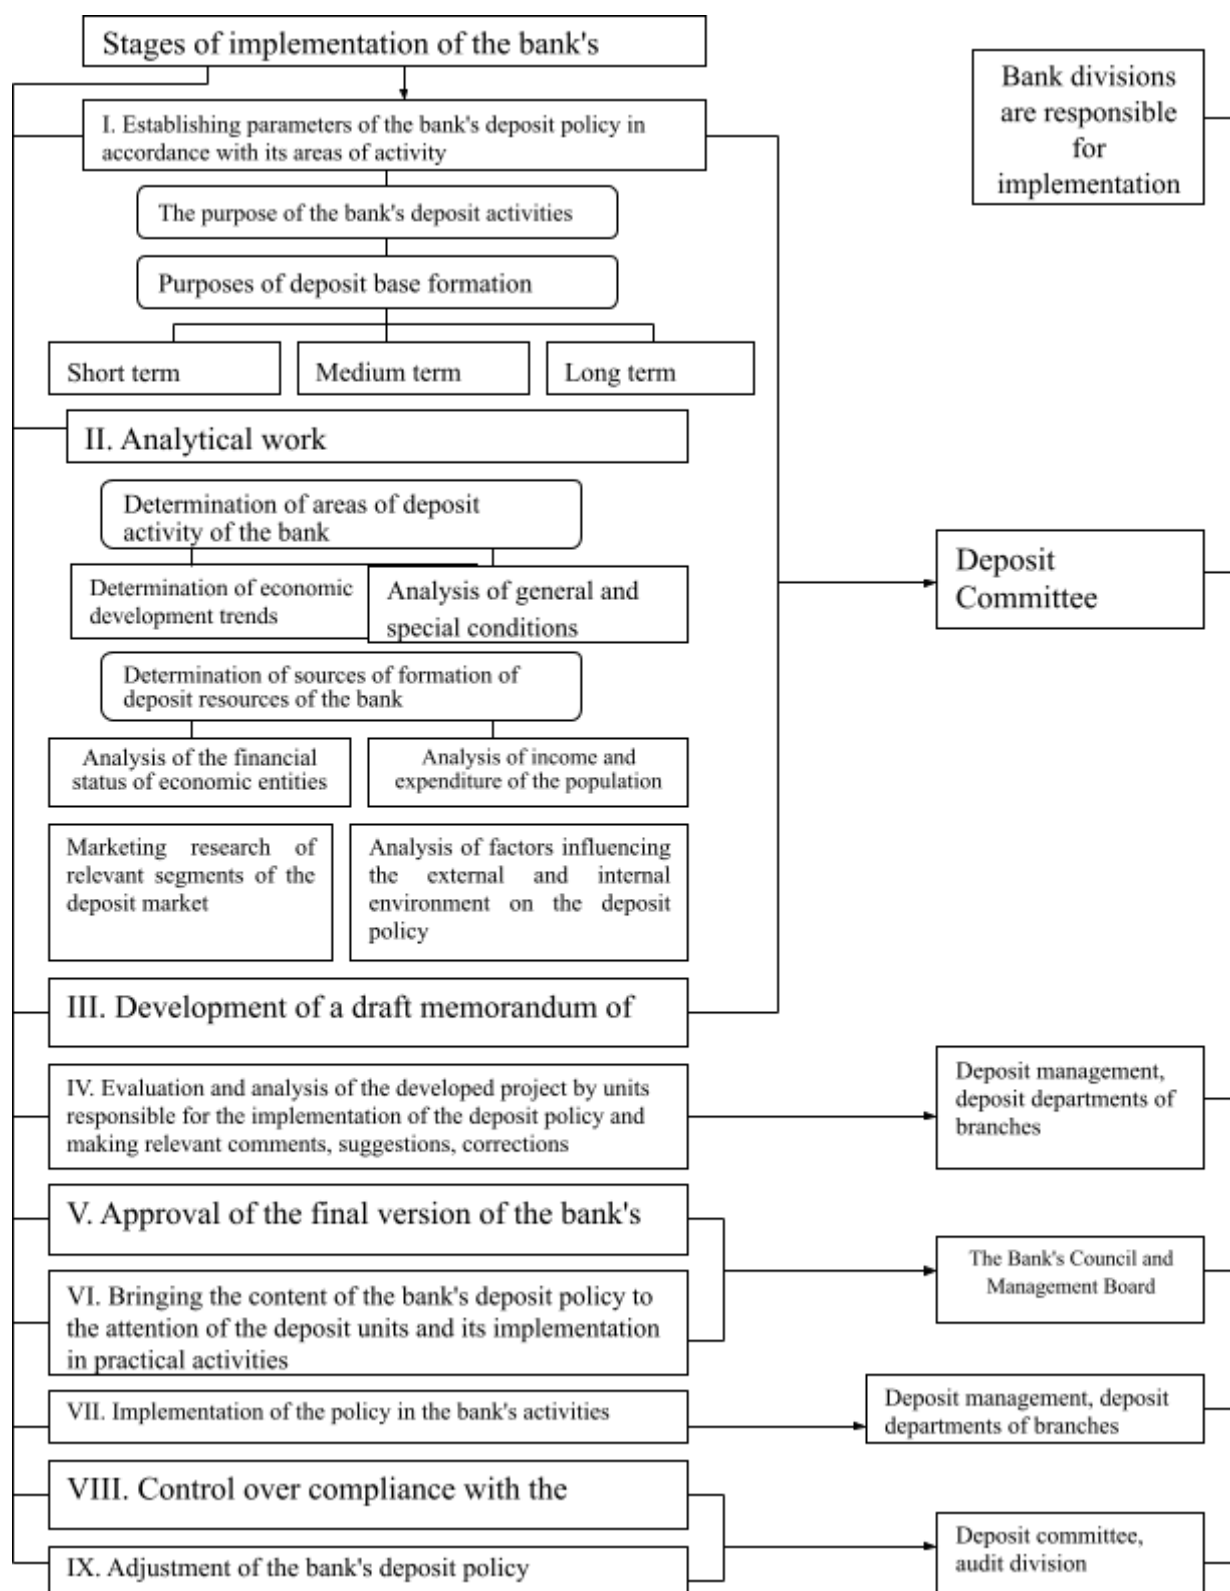 Stages of implementation of the bank's
Bank divisions
are responsible
for
implementation
I. Establishing parameters of the bank's deposit policy in
accordance with its areas of activity
The purpose of the bank's deposit activities
Purposes of deposit base formation
Short term
Medium term
Long term
II. Analytical work
Determination of areas of deposit
activity of the bank
Determination of economic
development trends
Analysis of general and
special conditions
Deposit
Committee
Determination of sources of formation of
deposit resources of the bank
Analysis of the financial
status of economic entities
Analysis of income and
expenditure of the population
Marketing research of
relevant segments of the
deposit market
Analysis of factors influencing
the external and internal
environment on the deposit
policy
III. Development of a draft memorandum of
IV. Evaluation and analysis of the developed project by units
responsible for the implementation of the deposit policy and
making relevant comments, suggestions, corrections
Deposit management,
deposit departments of
branches
V. Approval of the final version of the bank's
The Bank's Council and
Management Board
VI. Bringing the content of the bank's deposit policy to
the attention of the deposit units and its implementation
in practical activities
VII. Implementation of the policy in the bank's activities
Deposit management, deposit
departments of branches
VIII. Control over compliance with the
Deposit committee,
audit division
IX. Adjustment of the bank's deposit policy